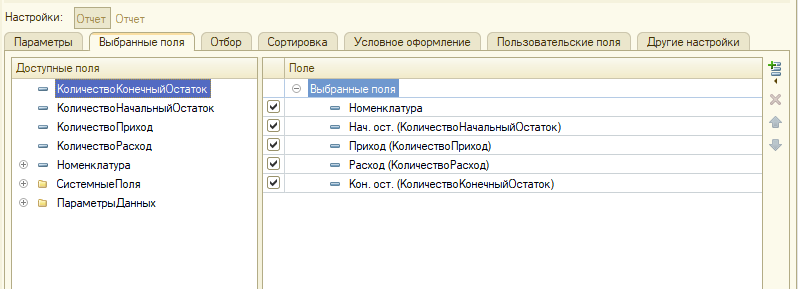 Настройки: Отчет Отчет
Параметры Выбранные поля Отбор Сортировка Условное оформление Пользовательские поля Другие настройки
Доступные поля
КоличествоКонечныйОстаток
КоличествоНачальныйОстаток
КоличествоПриход
КоличествоРасход
Номенклатура
СистемныеПоля
ПараметрыДанных
Поле
Выбранные поля
Номенклатура
Нач. ост. (КоличествоНачальныйОстаток)
Приход (КоличествоПриход)
Расход (КоличествоРасход)
Кон. ост. (КоличествоКонечныйОстаток)